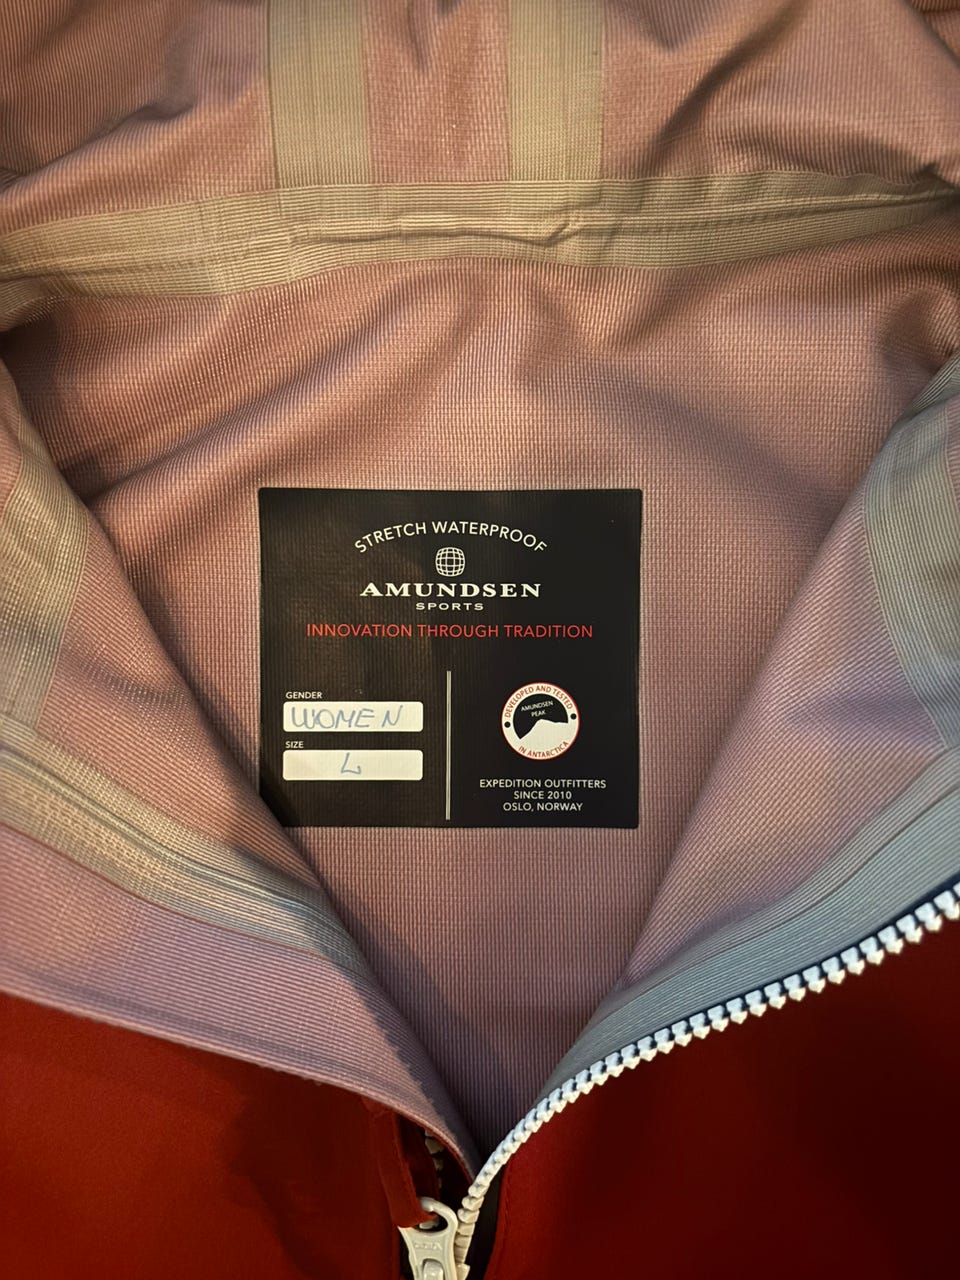 STRETCH WATERPROOF
AMUNDSEN
SPORTS
INNOVATION THROUGH TRADITION
GENDER
WOMEN
SIZE
L
DEVELOPED AND TESTED
AMUNDSEN
PEAK
IN ANTARCTICA
EXPEDITION OUTFITTERS
SINCE 2010
OSLO, NORWAY